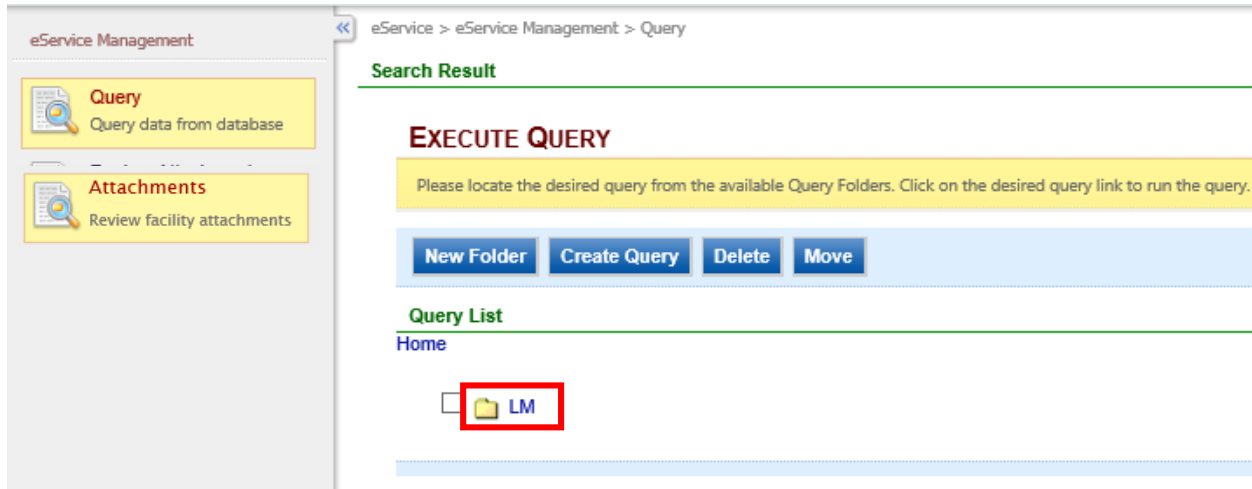 eService Management
Query
Query data from database
Attachments
Review facility attachments
eService > eService Management > Query
Search Result
EXECUTE QUERY
Please locate the desired query from the available Query Folders. Click on the desired query link to run the query.
New Folder Create Query Delete Move
Query List
Home
LM